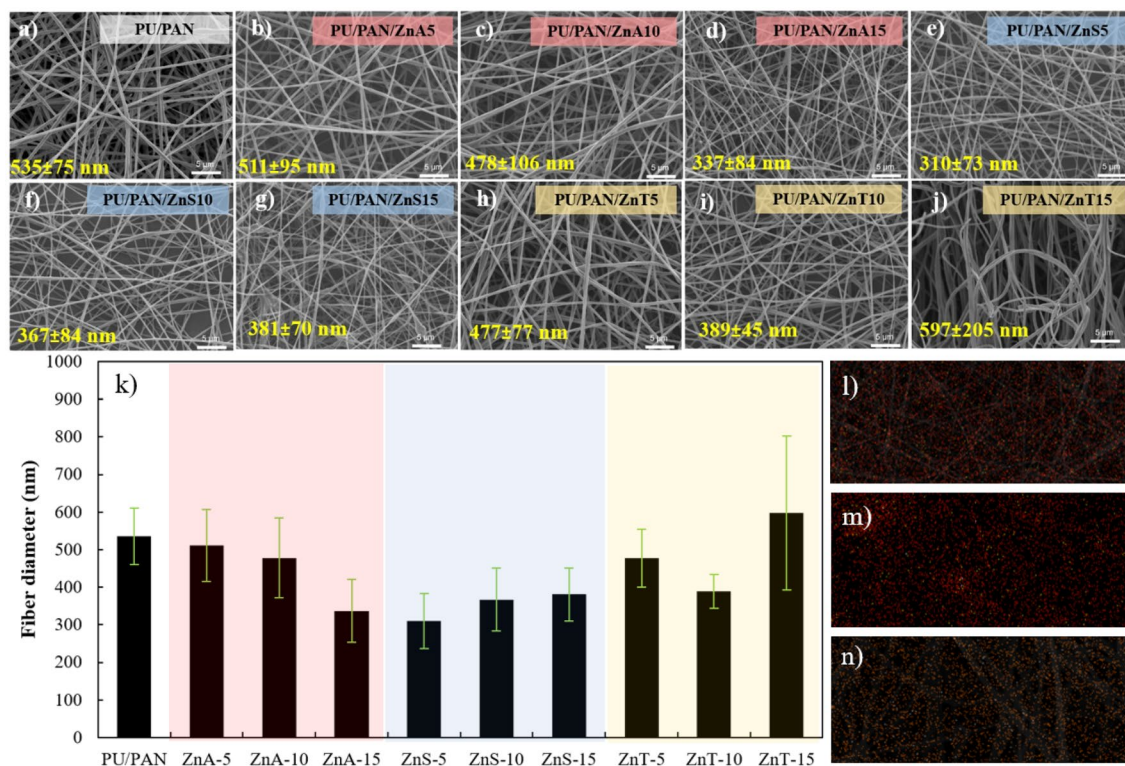 a) PU/PAN
535±75 nm 5 µm
b) PU/PAN/ZnA5
511±95 nm 5 µm
c) PU/PAN/ZnA10
478±106 nm 5 µm
d) PU/PAN/ZnA15
337±84 nm 5 µm
e) PU/PAN/ZnS5
310±73 nm 5 µm
f) PU/PAN/ZnS10
367±84 nm 5 µm
g) PU/PAN/ZnS15
381±70 nm 5 µm
h) PU/PAN/ZnT5
477±77 nm 5 µm
i) PU/PAN/ZnT10
389±45 nm 5 µm
j) PU/PAN/ZnT15
597±205 nm 5 µm
k)
Fiber diameter (nm)
1000
900
800
700
600
500
400
300
200
100
0
PU/PAN ZnA-5 ZnA-10 ZnA-15 ZnS-5 ZnS-10 ZnS-15 ZnT-5 ZnT-10 ZnT-15
l)
m)
n)